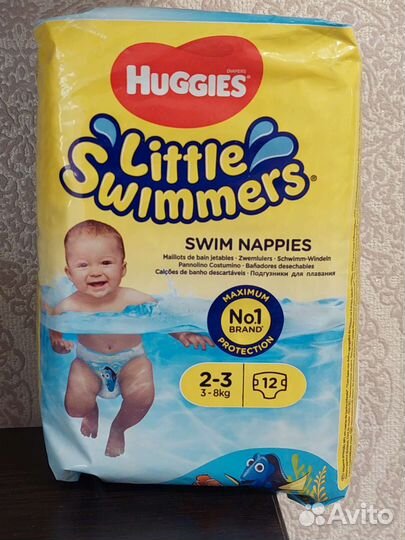 DIAPERS
HUGGIES
Little
Swimmers®
SWIM NAPPIES
Maillots de bain jetables · Zwemluiers · Schwimm-Windeln
Pannolino Costumino · Bañadores desechables
Calções de banho descartáveis · Подгузники для плавания
MAXIMUM
No1
BRAND
PROTECTION
2-3
3-8kg
12
Avito